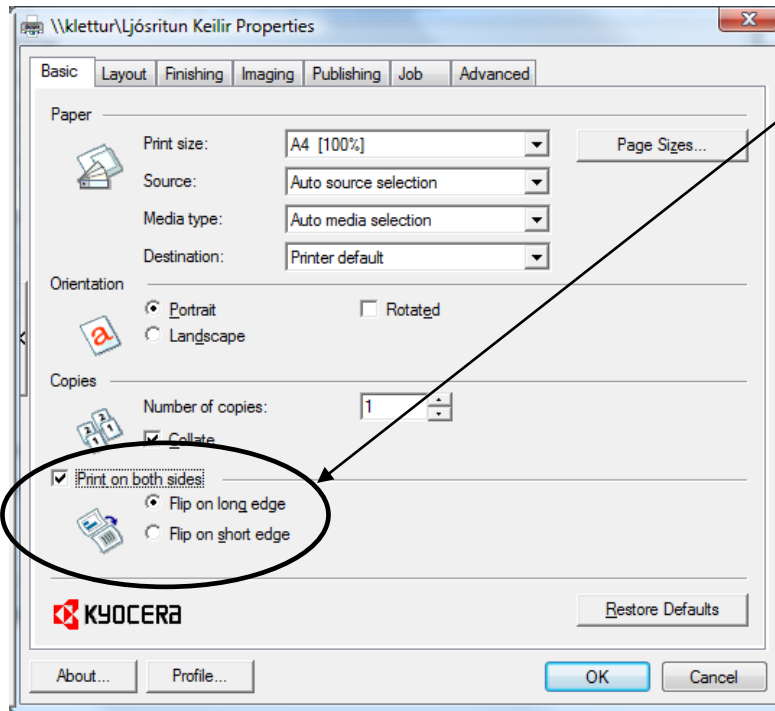 \\klettur\Ljósritun Keilir Properties
Basic Layout Finishing Imaging Publishing Job Advanced
Paper
Print size: A4 [100%] Page Sizes...
Source: Auto source selection
Media type: Auto media selection
Destination: Printer default
Orientation
Portrait Rotated
Landscape
a
Copies
Number of copies: 1
Collate
Print on both sides
Flip on long edge
Flip on short edge
KYOCERA Restore Defaults
About... Profile... OK Cancel